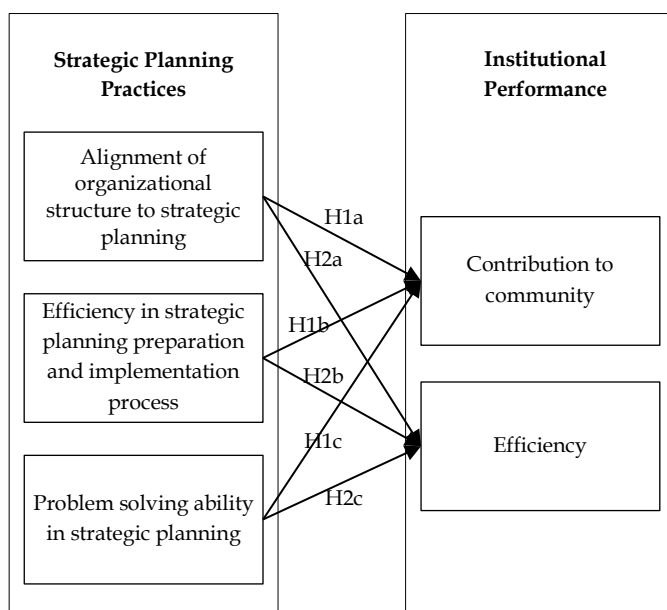 Strategic Planning
Practices
Alignment of
organizational
structure to strategic
planning
Efficiency in strategic
planning preparation
and implementation
process
Problem solving ability
in strategic planning
H1a
H2a
H1b
H2b
H1c
H2c
Institutional
Performance
Contribution to
community
Efficiency